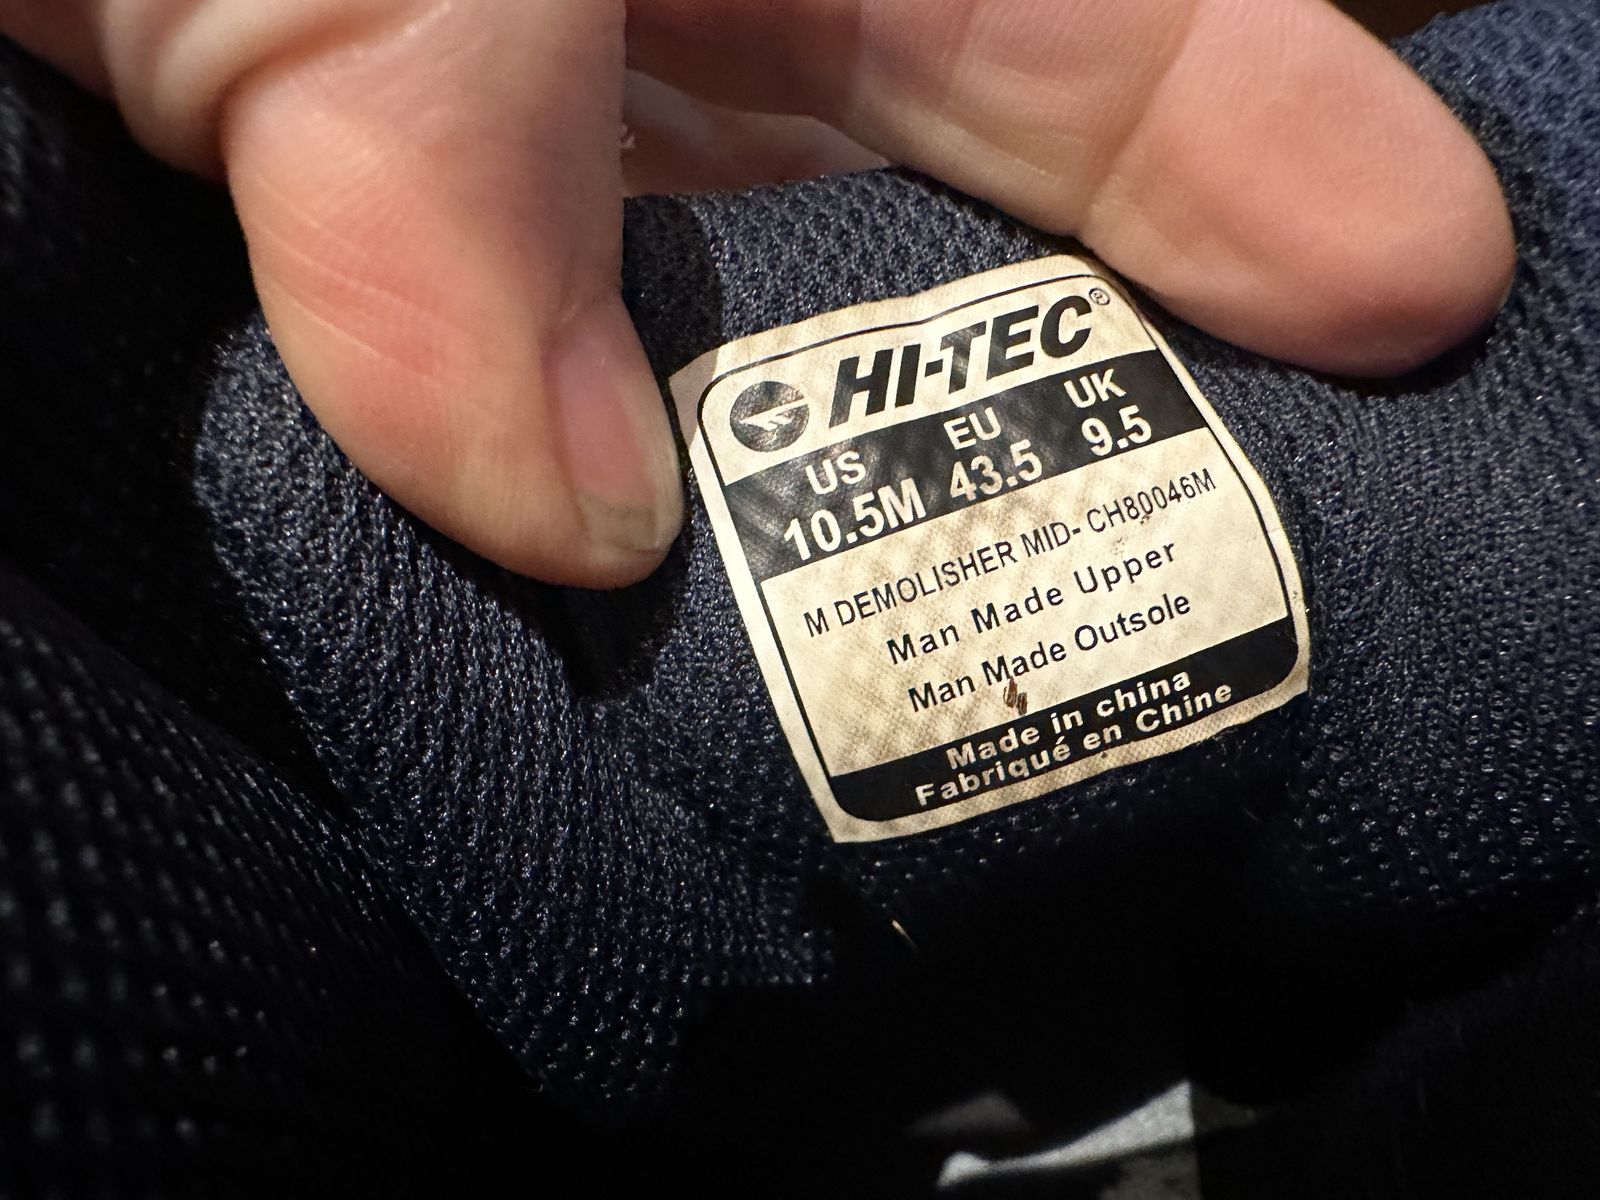 HI-TEC®
US EU UK
10.5M 43.5 9.5
M DEMOLISHER MID- CH80046M
Man Made Upper
Man Made Outsole
Made in china
Fabriqué en Chine